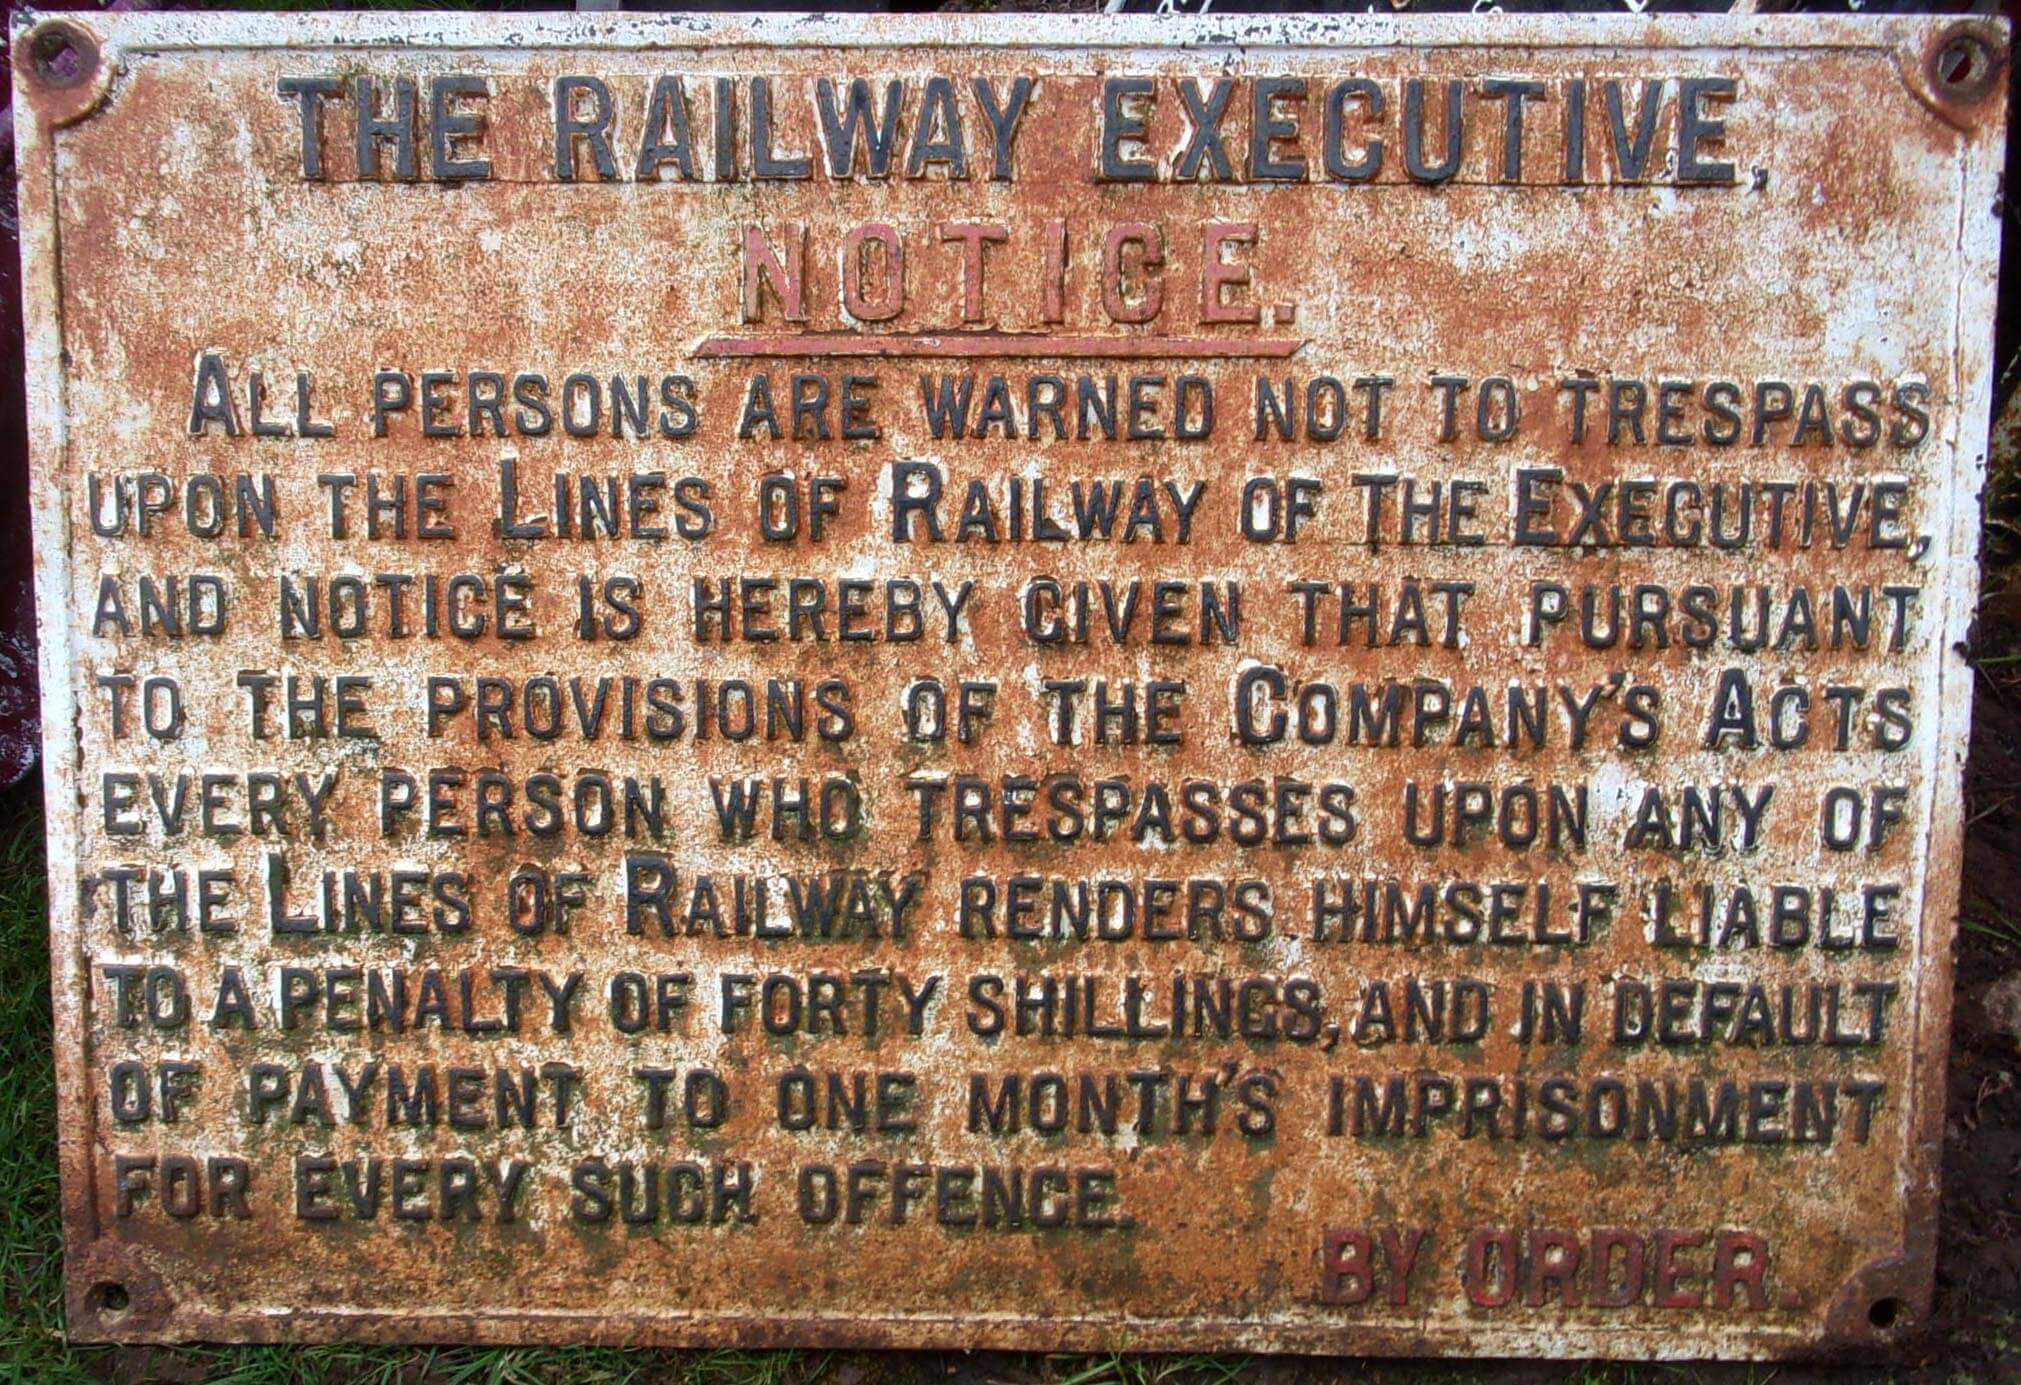 THE RAILWAY EXECUTIVE.
NOTICE.
ALL PERSONS ARE WARNED NOT TO TRESPASS
UPON THE LINES OF RAILWAY OF THE EXECUTIVE,
AND NOTICE IS HEREBY GIVEN THAT PURSUANT
TO THE PROVISIONS OF THE COMPANY'S ACTS
EVERY PERSON WHO TRESPASSES UPON ANY OF
THE LINES OF RAILWAY RENDERS HIMSELF LIABLE
TO A PENALTY OF FORTY SHILLINGS, AND IN DEFAULT
OF PAYMENT TO ONE MONTH'S IMPRISONMENT
FOR EVERY SUCH OFFENCE.
BY ORDER.